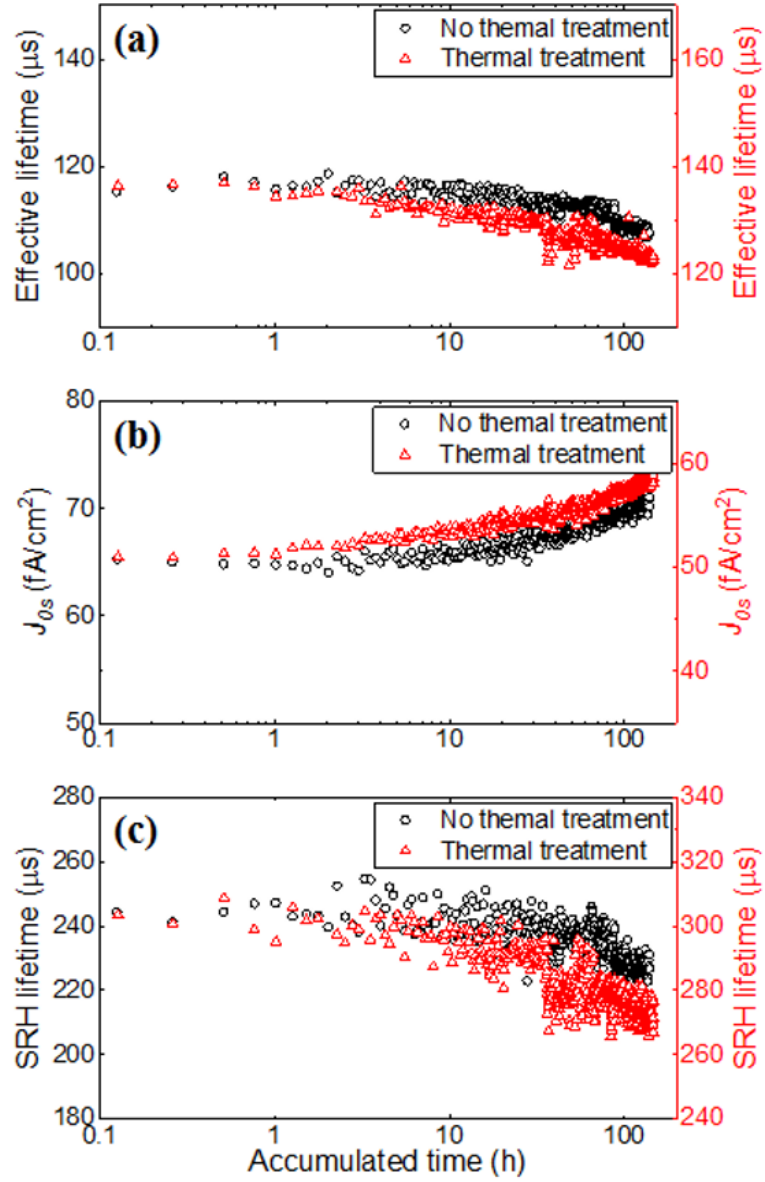 (a)
No themal treatment
Thermal treatment
Effective lifetime (µs)
140
120
100
Effective lifetime (µs)
160
140
120
0.1 1 10 100
(b)
No themal treatment
Thermal treatment
J0s (fA/cm²)
80
70
60
50
J0s (fA/cm²)
60
50
40
0.1 1 10 100
(c)
No themal treatment
Thermal treatment
SRH lifetime (µs)
280
260
240
220
200
180
SRH lifetime (µs)
340
320
300
280
260
240
0.1 1 10 100
Accumulated time (h)